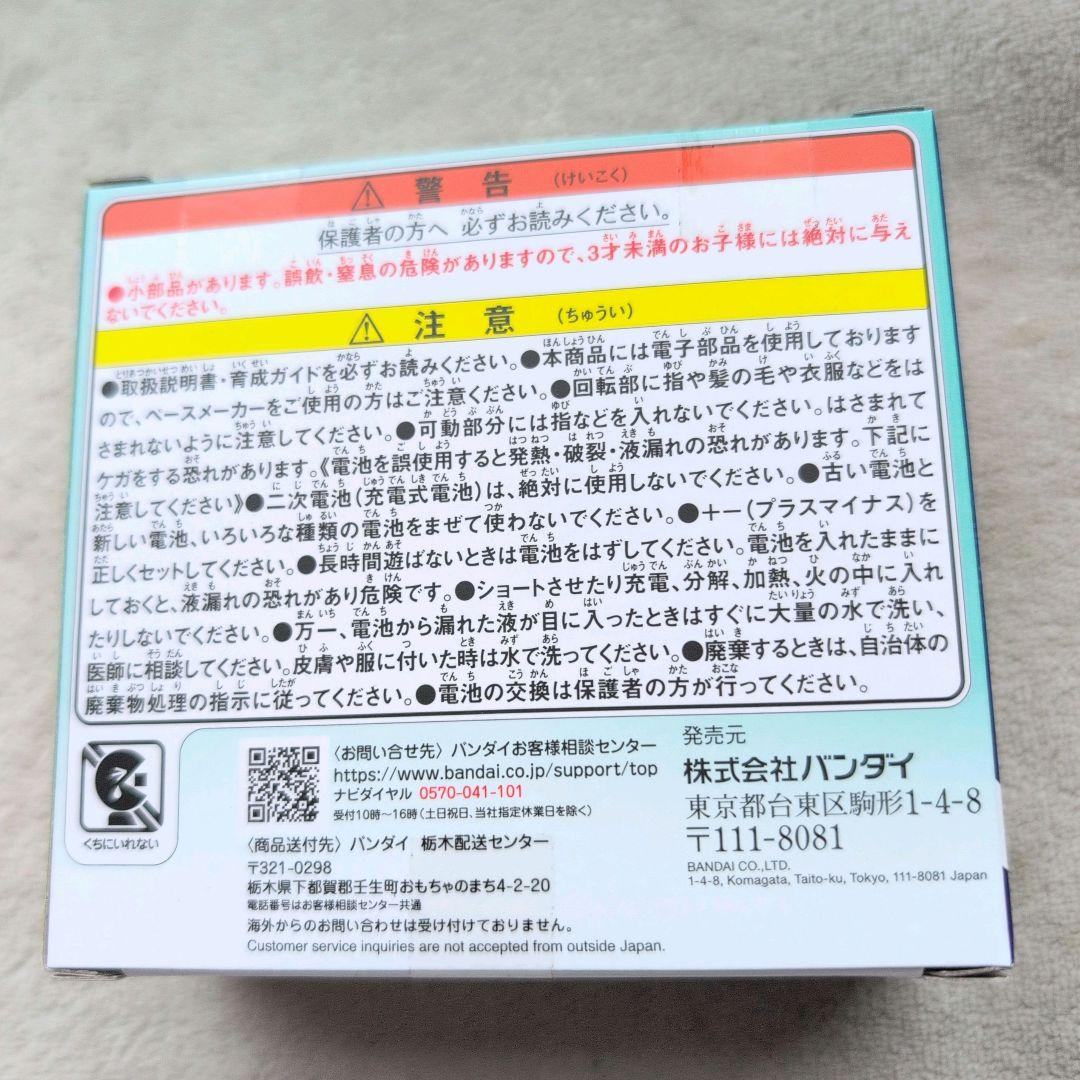 ⚠ 警告 (けいこく)
保護者の方へ 必ずお読みください。
●小部品があります。誤飲・窒息の危険がありますので、3才未満のお子様には絶対に与え
ないでください。
⚠ 注意 (ちゅうい)
●取扱説明書・育成ガイドを必ずお読みください。●本商品には電子部品を使用しております
ので、ペースメーカーをご使用の方はご注意ください。●回転部に指や髪の毛や衣服などをは
さまれないように注意してください。●可動部分には指などを入れないでください。はさまれて
ケガをする恐れがあります。《電池を誤使用すると発熱・破裂・液漏れの恐れがあります。下記に
注意してください》●二次電池(充電式電池)は、絶対に使用しないでください。●古い電池と
新しい電池、いろいろな種類の電池をまぜて使わないでください。●+ー(プラスマイナス)を
正しくセットしてください。●長時間遊ばないときは電池をはずしてください。電池を入れたままに
しておくと、液漏れの恐れがあり危険です。●ショートさせたり充電、分解、加熱、火の中に入れ
たりしないでください。●万一、電池から漏れた液が目に入ったときはすぐに大量の水で洗い、
医師に相談してください。皮膚や服に付いた時は水で洗ってください。●廃棄するときは、自治体の
廃棄物処理の指示に従ってください。●電池の交換は保護者の方が行ってください。
くちにいれない
〈お問い合せ先〉バンダイお客様相談センター
https://www.bandai.co.jp/support/top
ナビダイヤル 0570-041-101
受付10時〜16時(土日祝日、当社指定休業日を除く)
〈商品送付先〉バンダイ 栃木配送センター
〒321-0298
栃木県下都賀郡壬生町おもちゃのまち4-2-20
電話番号はお客様相談センター共通
海外からのお問い合わせは受け付けておりません。
Customer service inquiries are not accepted from outside Japan.
発売元
株式会社バンダイ
東京都台東区駒形1-4-8
〒111-8081
BANDAI CO.,LTD.
1-4-8, Komagata, Taito-ku, Tokyo, 111-8081 Japan